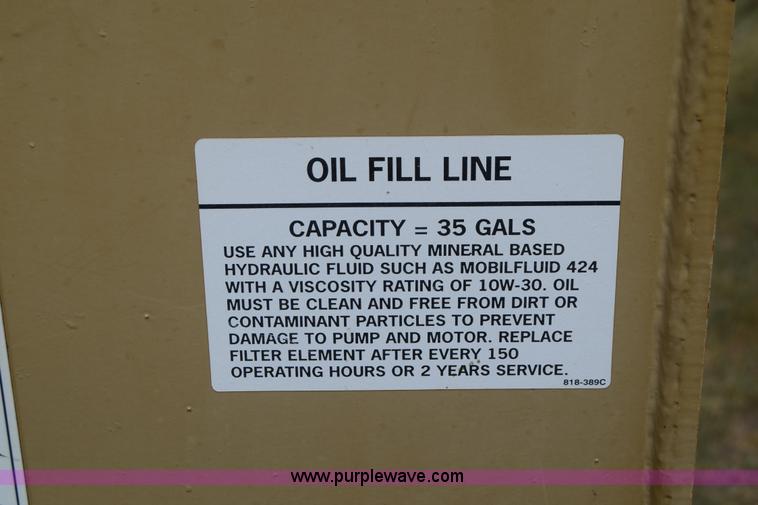 OIL FILL LINE
CAPACITY = 35 GALS
USE ANY HIGH QUALITY MINERAL BASED
HYDRAULIC FLUID SUCH AS MOBILFLUID 424
WITH A VISCOSITY RATING OF 10W-30. OIL
MUST BE CLEAN AND FREE FROM DIRT OR
CONTAMINANT PARTICLES TO PREVENT
DAMAGE TO PUMP AND MOTOR. REPLACE
FILTER ELEMENT AFTER EVERY 150
OPERATING HOURS OR 2 YEARS SERVICE.
818-389C
www.purplewave.com